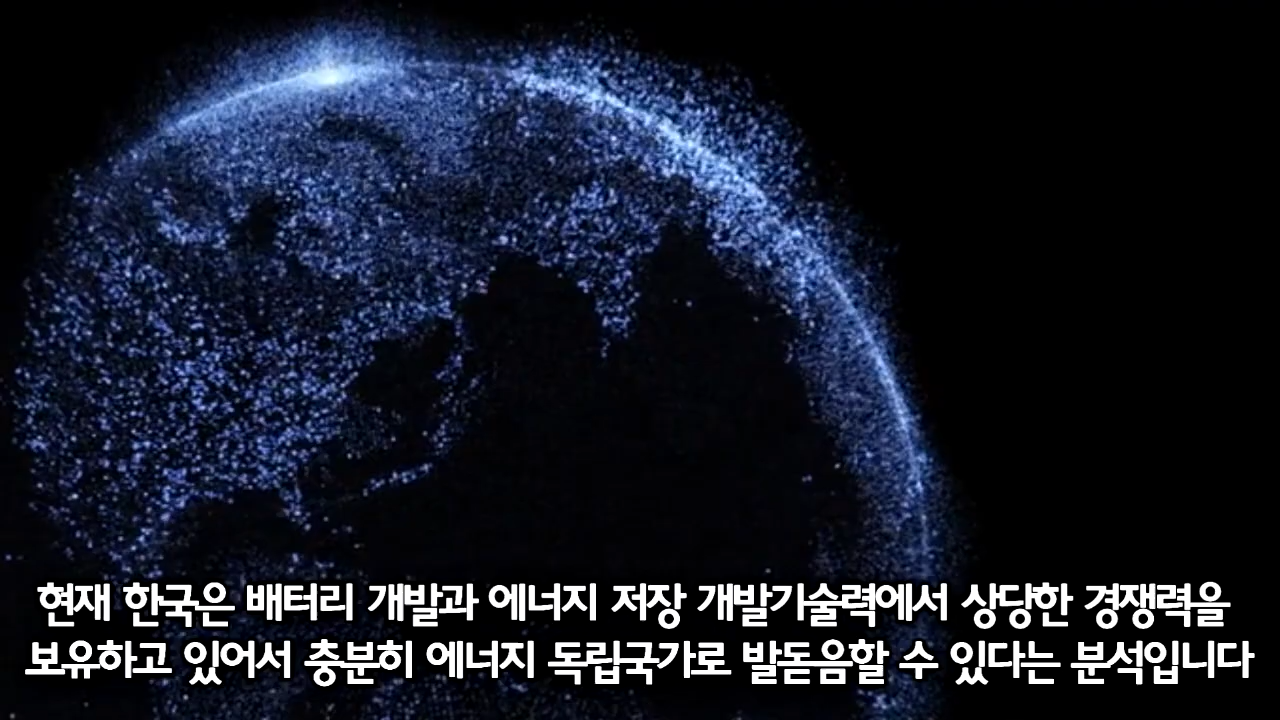 현재 한국은 배터리 개발과 에너지 저장 개발기술력에서 상당한 경쟁력을
보유하고 있어서 충분히 에너지 독립국가로 발돋음할 수 있다는 분석입니다